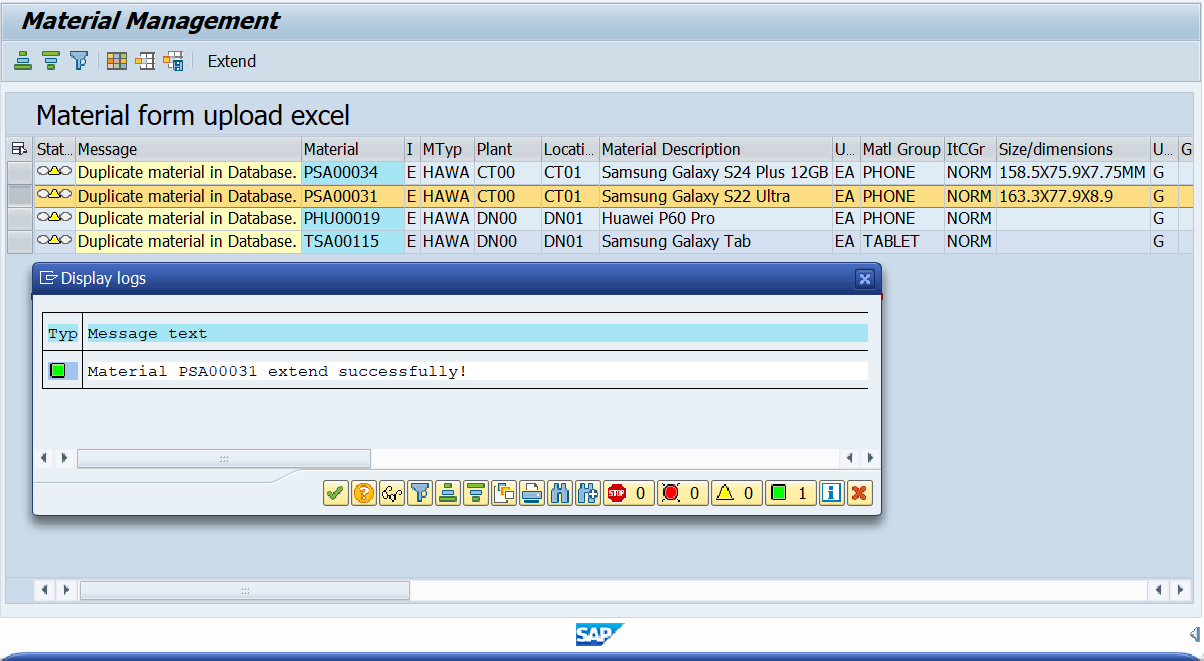 Material Management
Extend
Material form upload excel
Stat... Message Material I MTyp Plant Locati... Material Description U... Matl Group ItCGr Size/dimensions U... G
Duplicate material in Database. PSA00034 E HAWA CT00 CT01 Samsung Galaxy S24 Plus 12GB EA PHONE NORM 158.5X75.9X7.75MM G
Duplicate material in Database. PSA00031 E HAWA CT00 CT01 Samsung Galaxy S22 Ultra EA PHONE NORM 163.3X77.9X8.9 G
Duplicate material in Database. PHU00019 E HAWA DN00 DN01 Huawei P60 Pro EA PHONE NORM G
Duplicate material in Database. TSA00115 E HAWA DN00 DN01 Samsung Galaxy Tab EA TABLET NORM G
Display logs
Typ Message text
Material PSA00031 extend successfully!
STOP 0 0 0 1
SAP